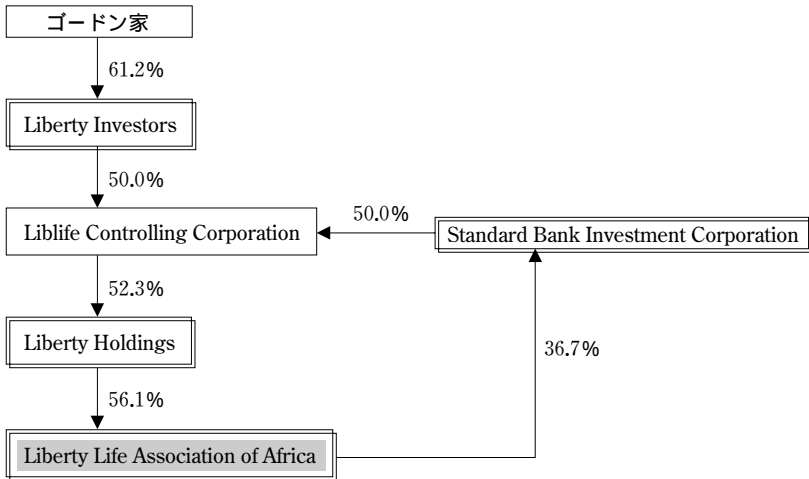 ゴードン家
61.2%
Liberty Investors
50.0%
Liblife Controlling Corporation
50.0%
Standard Bank Investment Corporation
52.3%
Liberty Holdings
36.7%
56.1%
Liberty Life Association of Africa